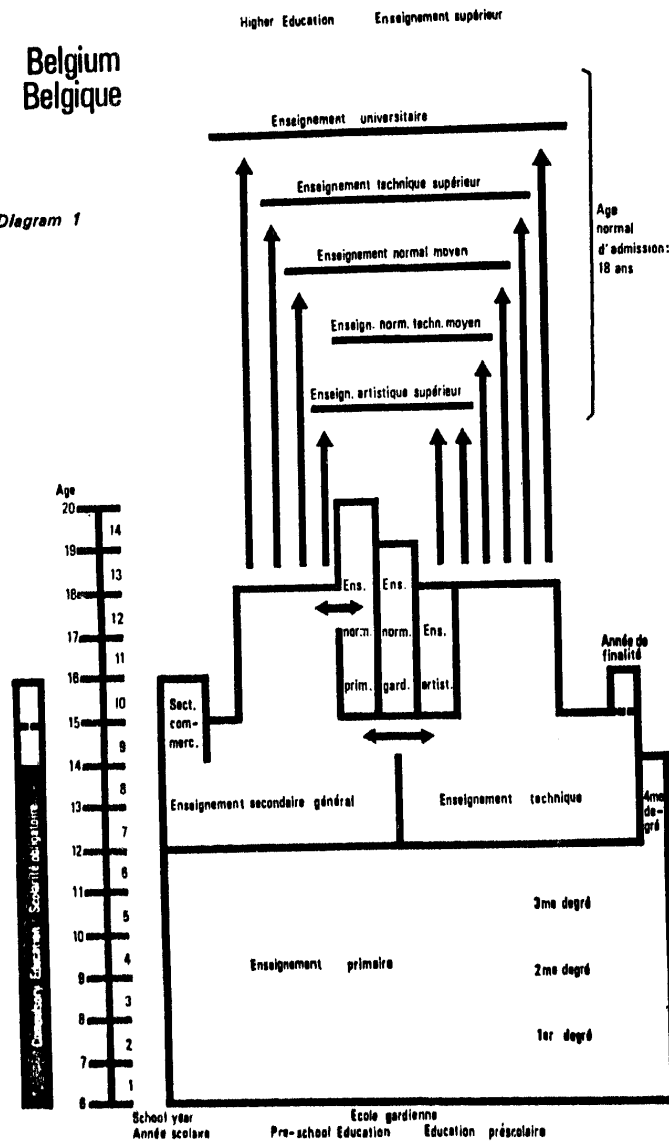 Higher Education Enseignement supérieur
Belgium
Belgique
Diagram 1
Enseignement universitaire
Enseignement technique supérieur
Enseignement normal moyen
Enseign. norm. techn. moyen
Enseign. artistique supérieur
Age
normal
d'admission:
18 ans
Age
20
14
19
13
18
12
17
11
16
10
15
9
14
8
13
7
12
6
11
5
10
4
9
3
8
2
7
1
6
Compulsory Education Scolarité obligatoire
Ens.
norm.
prim.
Ens.
norm.
gard.
Ens.
artist.
Sect.
com-
merc.
Année de
finalité
Enseignement secondaire général
Enseignement technique
4me
de-
gré
3me degré
Enseignement primaire
2me degré
1er degré
School year
Année scolaire
Ecole gardienne
Pre-school Education Education préscolaire